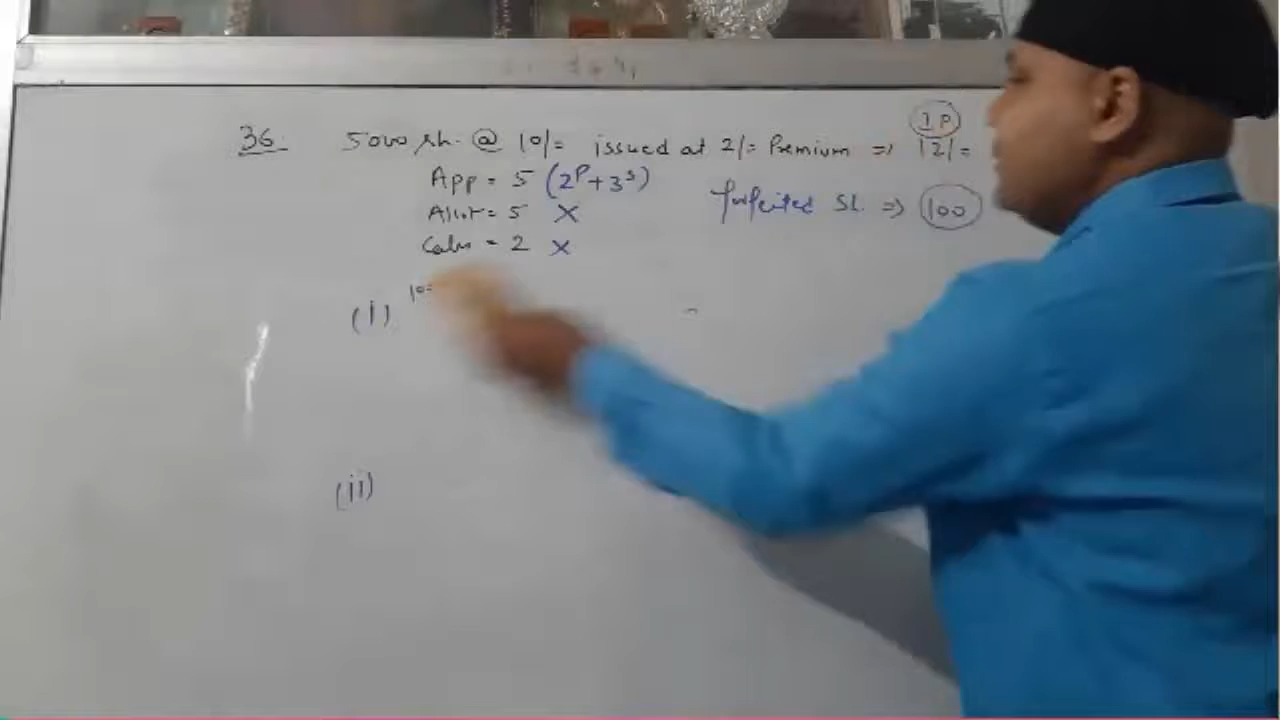 1P
36. 5000 sh. @ 10/= issued at 2/= Premium => 12/=
App = 5 (2P+3S)
forfeited Sh. => 100
Allot = 5 X
Calls = 2 X
(i) 10
(ii)